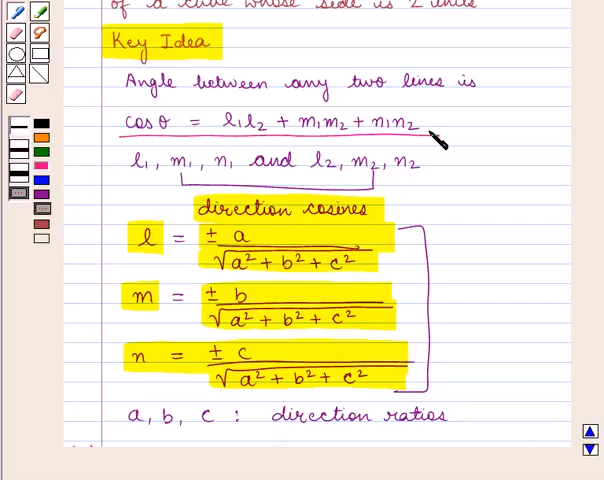 of a cube whose side is 2 units
Key Idea
Angle between any two lines is
cosθ = l₁l₂ + m₁m₂ + n₁n₂
l₁, m₁, n₁ and l₂, m₂, n₂
direction cosines
l = ± a / √a² + b² + c²
m = ± b / √a² + b² + c²
n = ± c / √a² + b² + c²
a, b, c : direction ratios